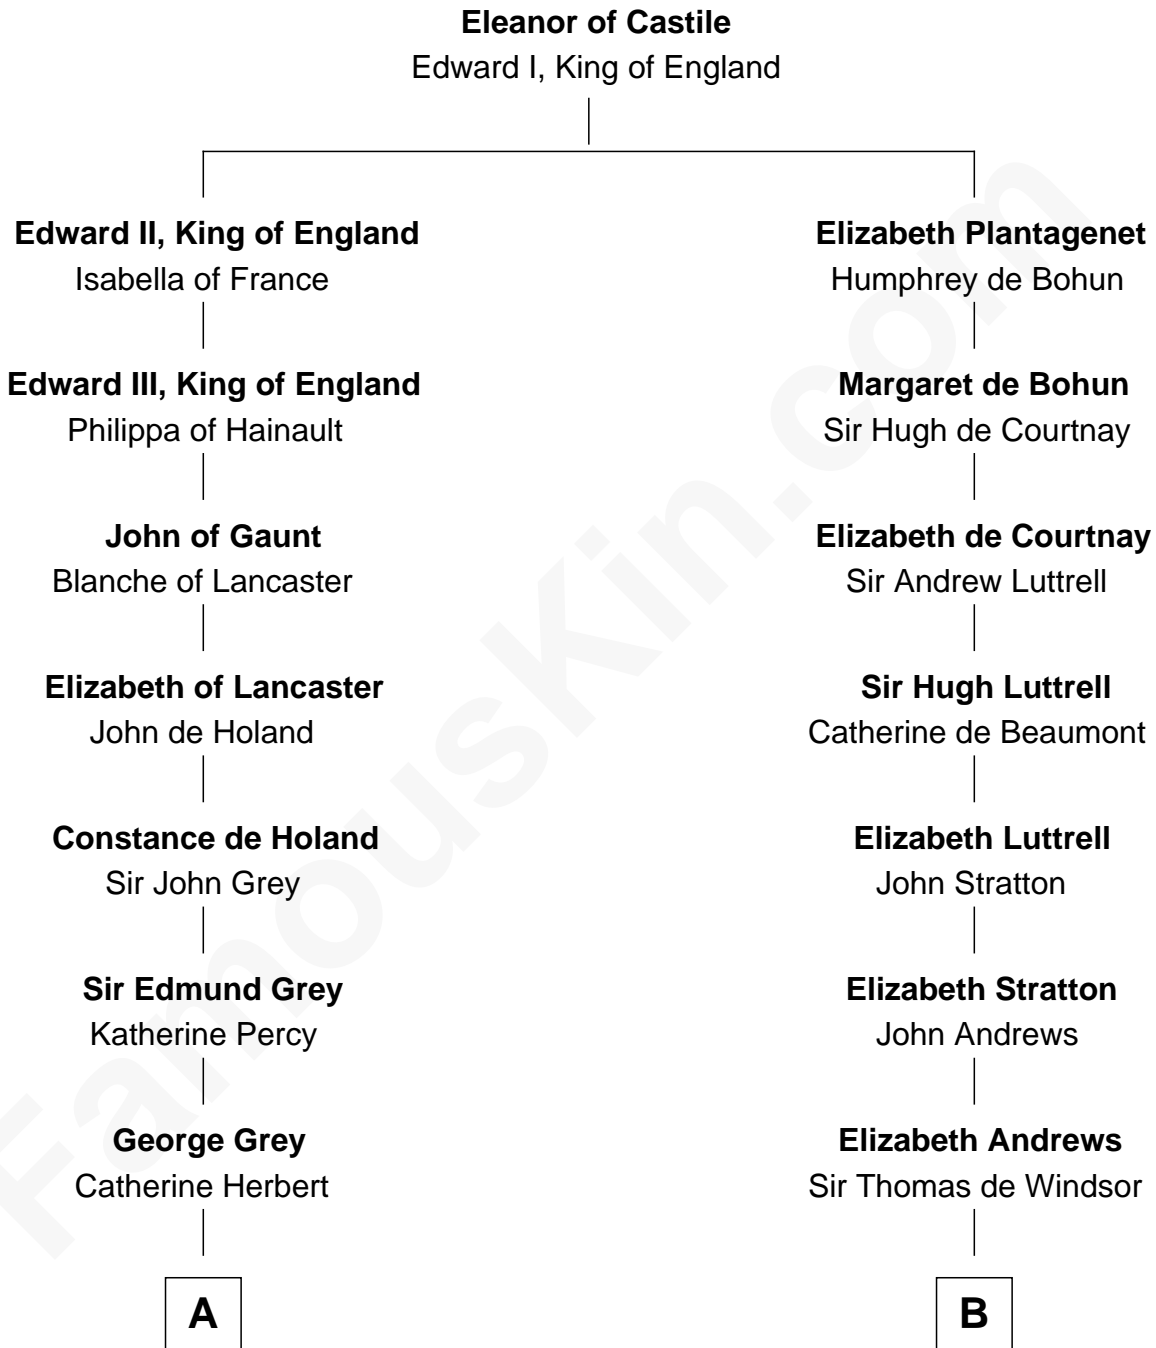 Eleanor of Castile
Edward I, King of England
Edward II, King of England
Isabella of France
Edward III, King of England
Philippa of Hainault
John of Gaunt
Blanche of Lancaster
Elizabeth of Lancaster
John de Holand
Constance de Holand
Sir John Grey
Sir Edmund Grey
Katherine Percy
George Grey
Catherine Herbert
A
Elizabeth Plantagenet
Humphrey de Bohun
Margaret de Bohun
Sir Hugh de Courtnay
Elizabeth de Courtnay
Sir Andrew Luttrell
Sir Hugh Luttrell
Catherine de Beaumont
Elizabeth Luttrell
John Stratton
Elizabeth Stratton
John Andrews
Elizabeth Andrews
Sir Thomas de Windsor
B
FamousKin.com